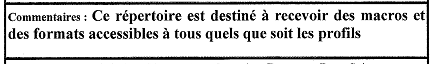 Commentaires : Ce répertoire est destiné à recevoir des macros et
des formats accessibles à tous quels que soit les profils